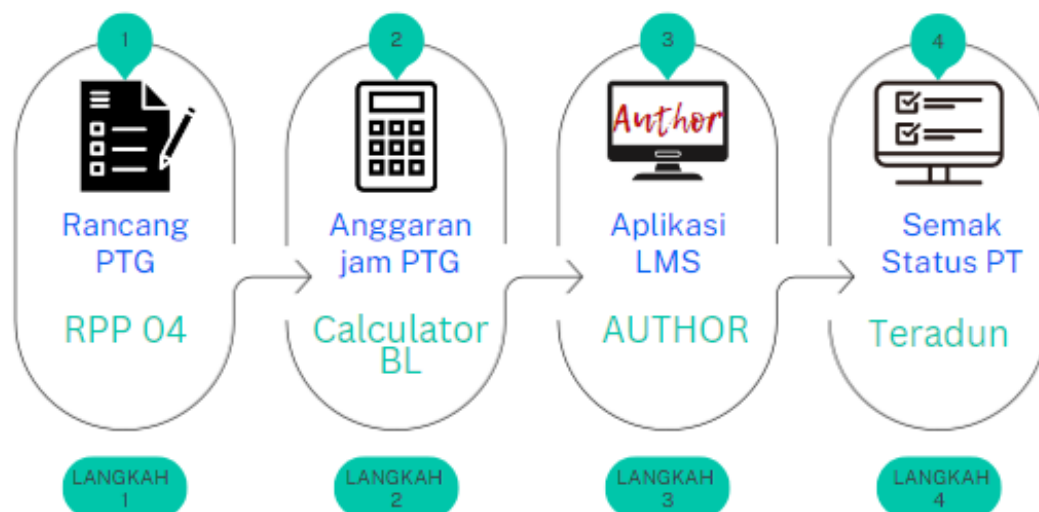 1
Rancang
PTG
RPP 04
LANGKAH
1
2
Anggaran
jam PTG
Calculator
BL
LANGKAH
2
3
Author
Aplikasi
LMS
AUTHOR
LANGKAH
3
4
Semak
Status PT
Teradun
LANGKAH
4